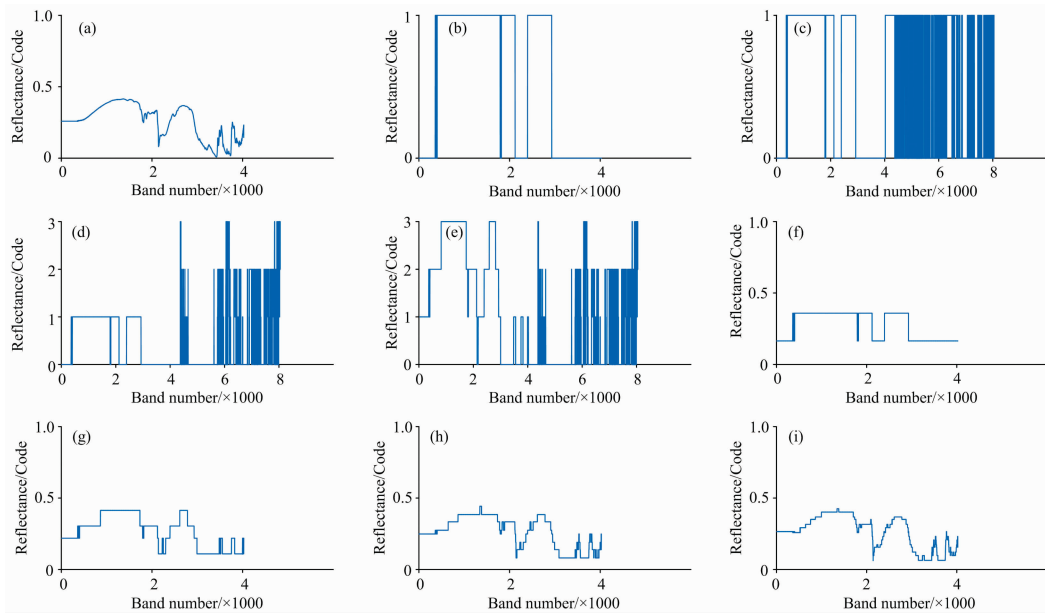 (a)
1.0
0.5
0
0 2 4
Reflectance/Code
Band number/×1000
(b)
1
0
0 2 4
Reflectance/Code
Band number/×1000
(c)
1
0
0 2 4 6 8
Reflectance/Code
Band number/×1000
(d)
3
2
1
0
0 2 4 6 8
Reflectance/Code
Band number/×1000
(e)
3
2
1
0
0 2 4 6 8
Reflectance/Code
Band number/×1000
(f)
1.0
0.5
0
0 2 4
Reflectance/Code
Band number/×1000
(g)
1.0
0.5
0
0 2 4
Reflectance/Code
Band number/×1000
(h)
1.0
0.5
0
0 2 4
Reflectance/Code
Band number/×1000
(i)
1.0
0.5
0
0 2 4
Reflectance/Code
Band number/×1000